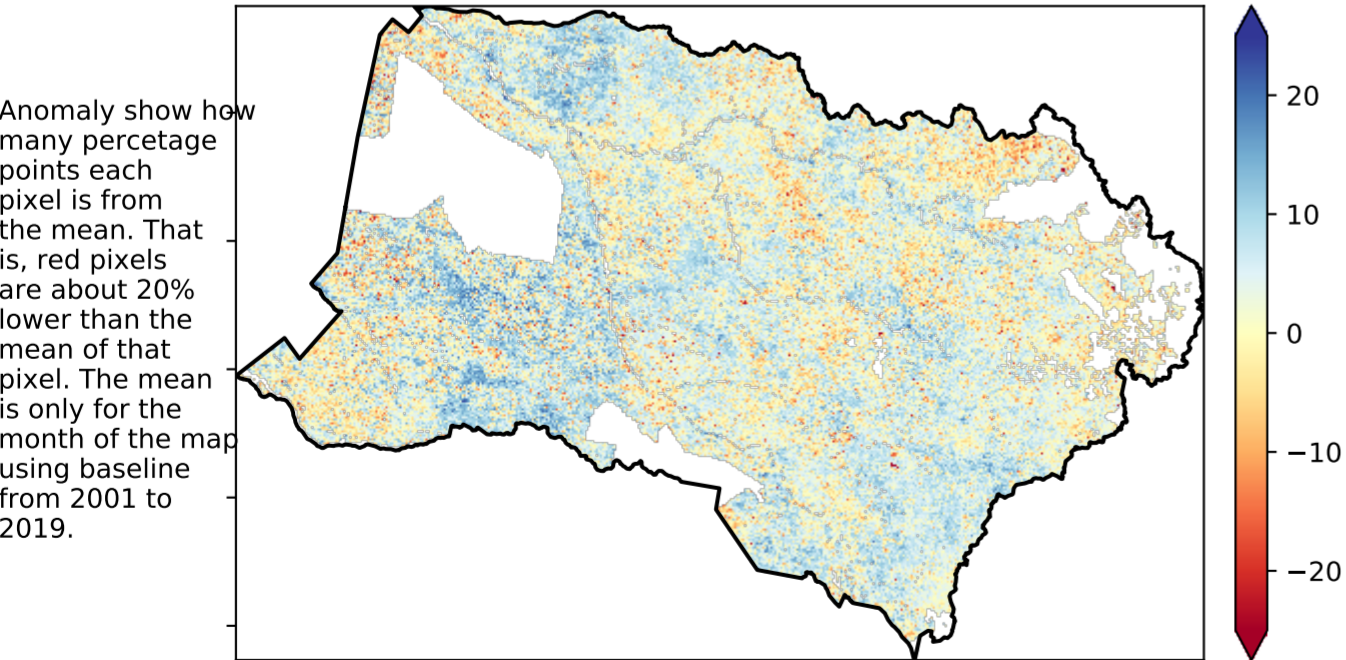 Anomaly show how
many percetage
points each
pixel is from
the mean. That
is, red pixels
are about 20%
lower than the
mean of that
pixel. The mean
is only for the
month of the map
using baseline
from 2001 to
2019.
20
10
0
−10
−20